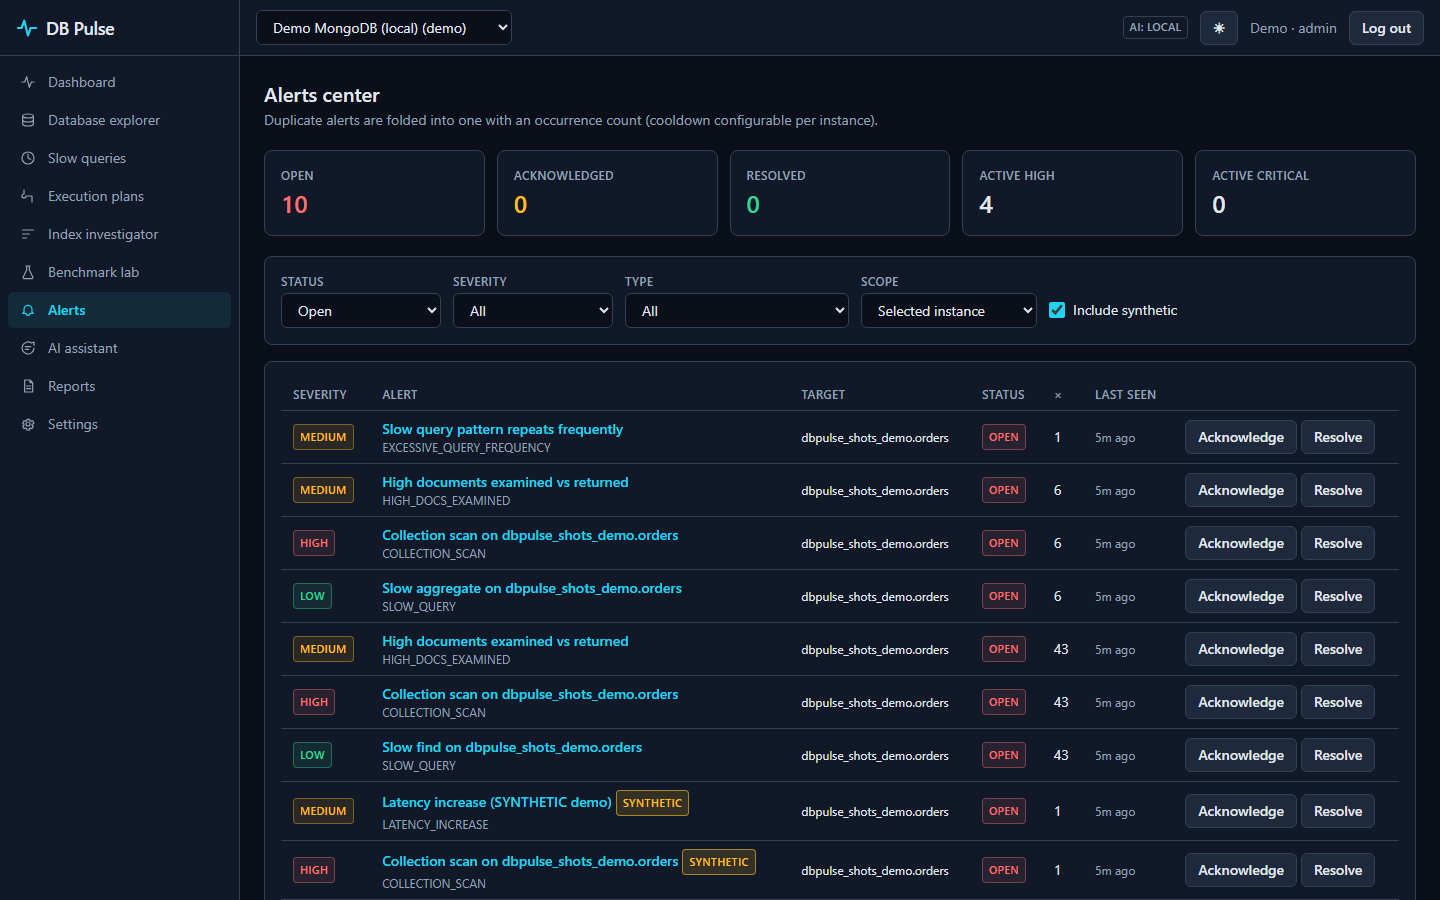 DB Pulse
Demo MongoDB (local) (demo)
AI: LOCAL
Demo · admin
Log out
Dashboard
Database explorer
Slow queries
Execution plans
Index investigator
Benchmark lab
Alerts
AI assistant
Reports
Settings
Alerts center
Duplicate alerts are folded into one with an occurrence count (cooldown configurable per instance).
OPEN
10
ACKNOWLEDGED
0
RESOLVED
0
ACTIVE HIGH
4
ACTIVE CRITICAL
0
STATUS SEVERITY TYPE SCOPE
Open All All Selected instance Include synthetic
SEVERITY ALERT TARGET STATUS × LAST SEEN
MEDIUM Slow query pattern repeats frequently dbpulse_shots_demo.orders OPEN 1 5m ago Acknowledge Resolve
EXCESSIVE_QUERY_FREQUENCY
MEDIUM High documents examined vs returned dbpulse_shots_demo.orders OPEN 6 5m ago Acknowledge Resolve
HIGH_DOCS_EXAMINED
HIGH Collection scan on dbpulse_shots_demo.orders dbpulse_shots_demo.orders OPEN 6 5m ago Acknowledge Resolve
COLLECTION_SCAN
LOW Slow aggregate on dbpulse_shots_demo.orders dbpulse_shots_demo.orders OPEN 6 5m ago Acknowledge Resolve
SLOW_QUERY
MEDIUM High documents examined vs returned dbpulse_shots_demo.orders OPEN 43 5m ago Acknowledge Resolve
HIGH_DOCS_EXAMINED
HIGH Collection scan on dbpulse_shots_demo.orders dbpulse_shots_demo.orders OPEN 43 5m ago Acknowledge Resolve
COLLECTION_SCAN
LOW Slow find on dbpulse_shots_demo.orders dbpulse_shots_demo.orders OPEN 43 5m ago Acknowledge Resolve
SLOW_QUERY
MEDIUM Latency increase (SYNTHETIC demo) SYNTHETIC dbpulse_shots_demo.orders OPEN 1 5m ago Acknowledge Resolve
LATENCY_INCREASE
HIGH Collection scan on dbpulse_shots_demo.orders SYNTHETIC dbpulse_shots_demo.orders OPEN 1 5m ago Acknowledge Resolve
COLLECTION_SCAN